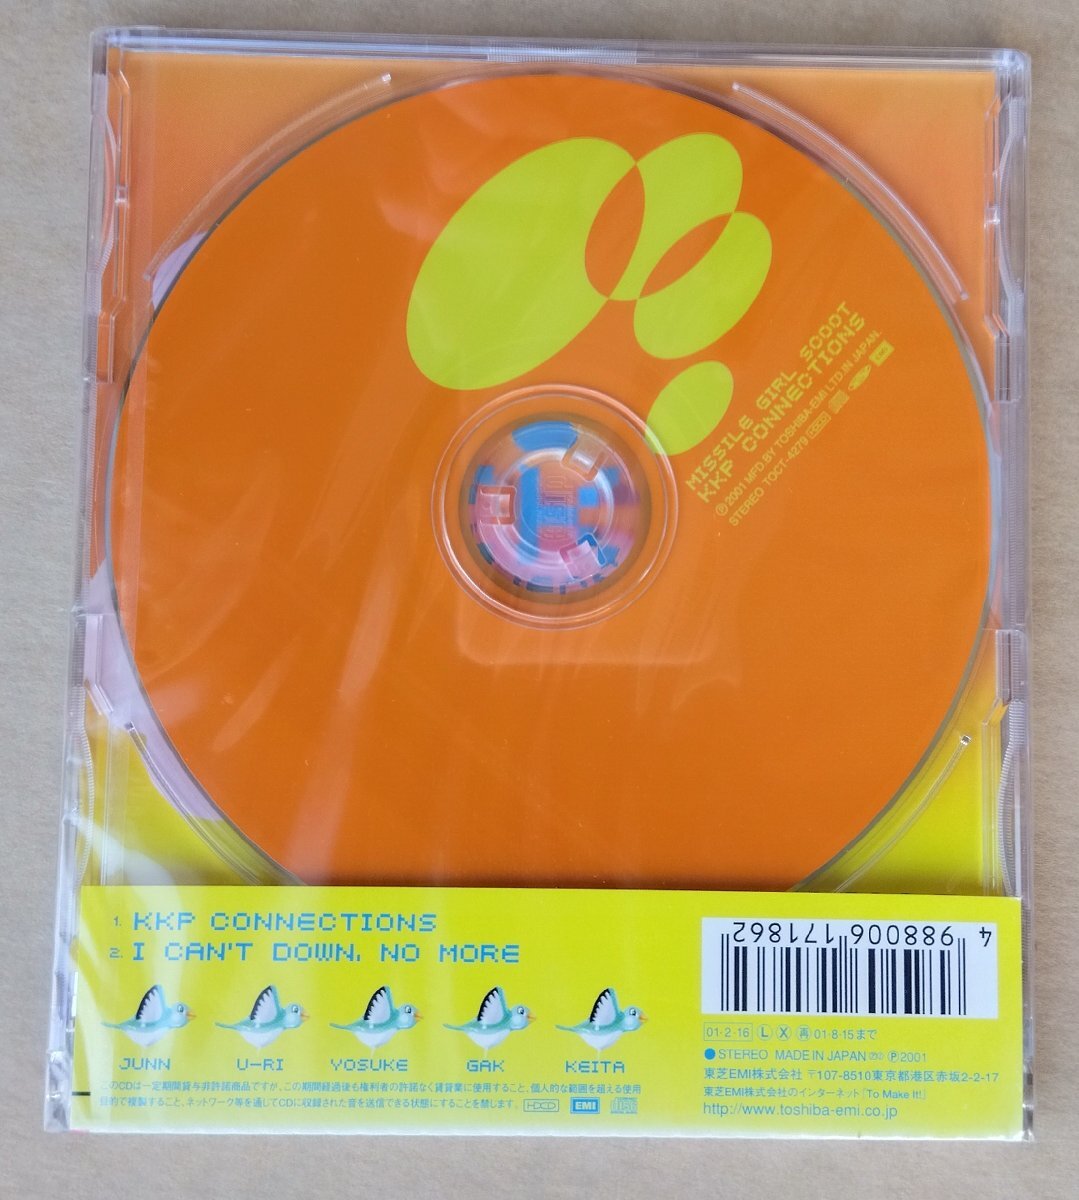 MISSILE GIRL SCOOT
KKP CONNECTIONS
Ⓟ2001 MFD.BY TOSHIBA-EMI LTD.IN JAPAN.
STEREO TOCT-4279
EMI
1. KKP CONNECTIONS
2. I CAN'T DOWN, NO MORE
JUNN U-RI YOSUKE GAK KEITA
このCDは一定期間貸与非許諾商品ですが、この期間経過後も権利者の許諾なく賃貸業に使用すること、個人的な範囲を超える使用
目的で複製すること、ネットワーク等を通じてCDに収録された音を送信できる状態にすることを禁じます。 HDCD EMI
4 988006 171862
01・2・16 Ⓛ Ⓧ 再 01・8・15まで
●STEREO MADE IN JAPAN Ⓟ2001
東芝EMI株式会社 〒107-8510東京都港区赤坂2-2-17
東芝EMI株式会社のインターネット「To Make It!」
http://www.toshiba-emi.co.jp